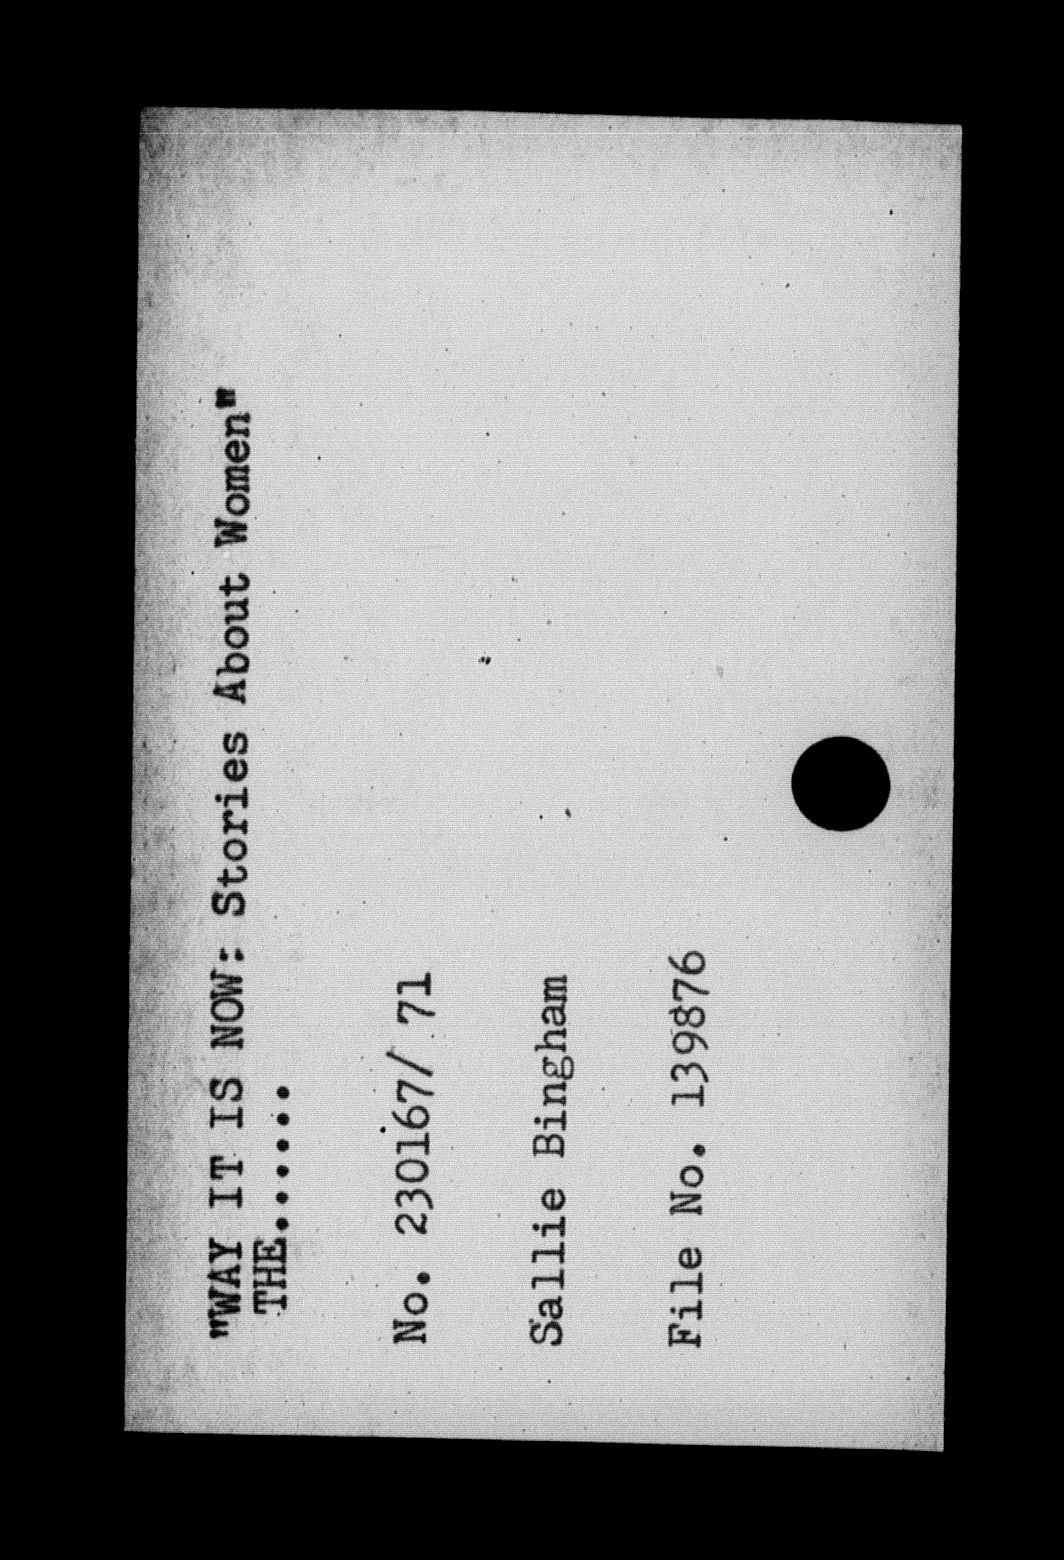 "WAY IT IS NOW: Stories About Women"
THE......
No. 230167/ 71
Sallie Bingham
File No. 139876